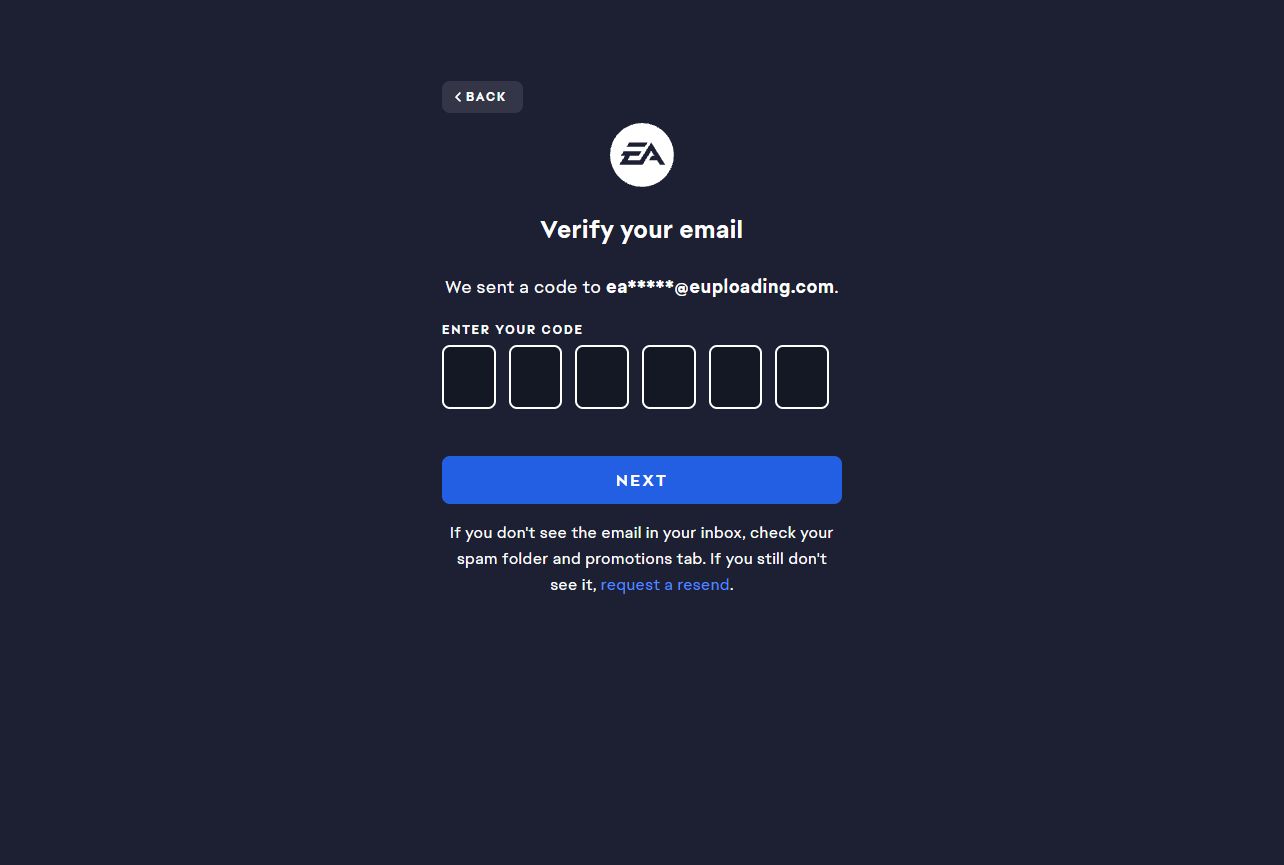 BACK
EA
Verify your email
We sent a code to ea*****@euploading.com.
ENTER YOUR CODE
NEXT
If you don't see the email in your inbox, check your
spam folder and promotions tab. If you still don't
see it, request a resend.